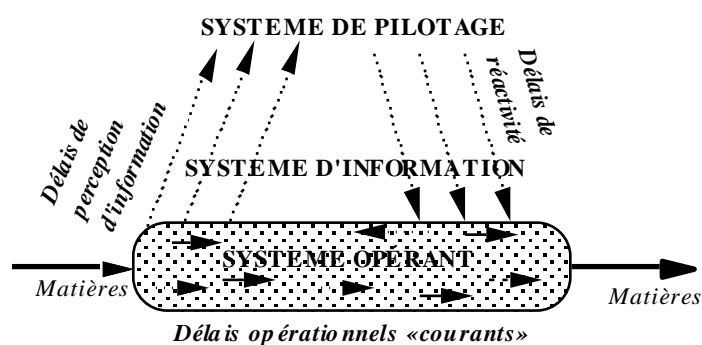 SYSTEME DE PILOTAGE
Délais de
réactivité
Délais de
perception
d'information
SYSTEME D'INFORMATION
SYSTEME OPÉRANT
Matières
Matières
Délais opérationnels «courants»